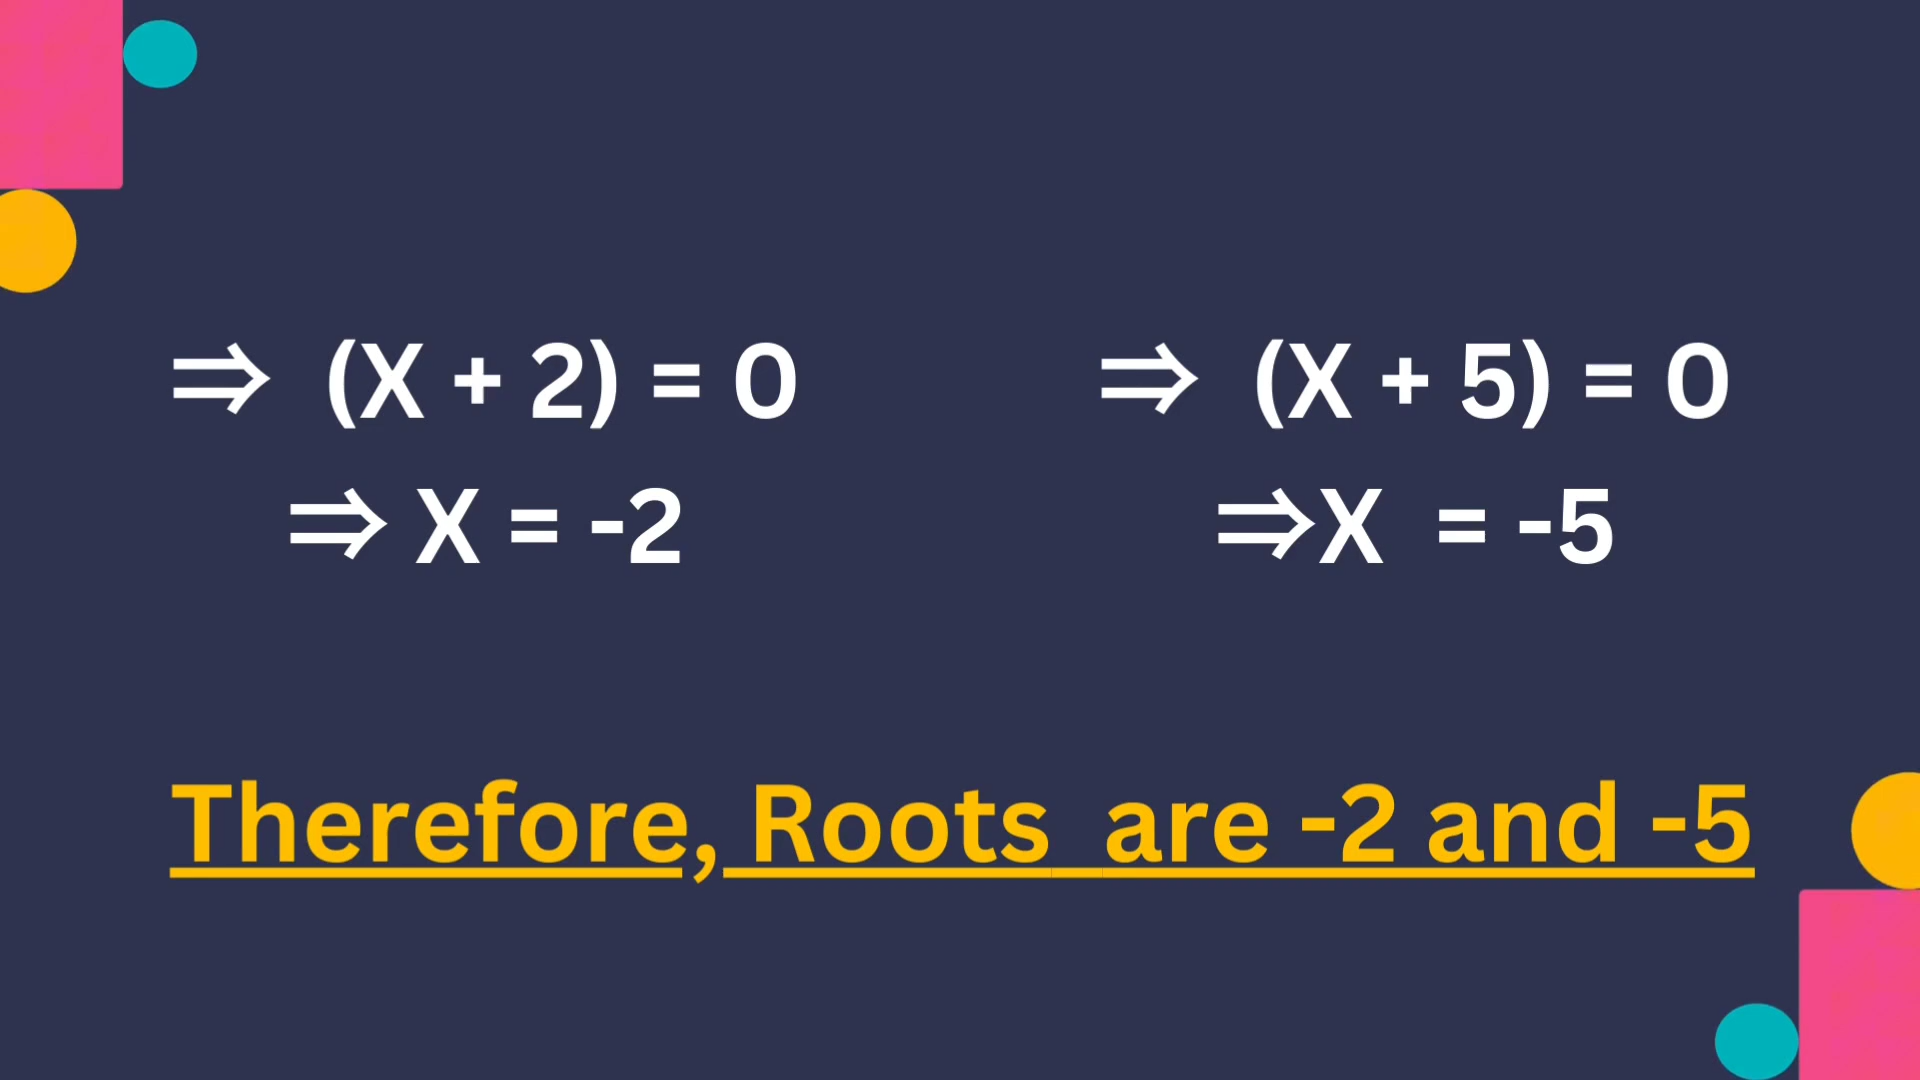 ⇒ (X + 2) = 0
⇒ X = -2
⇒ (X + 5) = 0
⇒X = -5
Therefore, Roots are -2 and -5